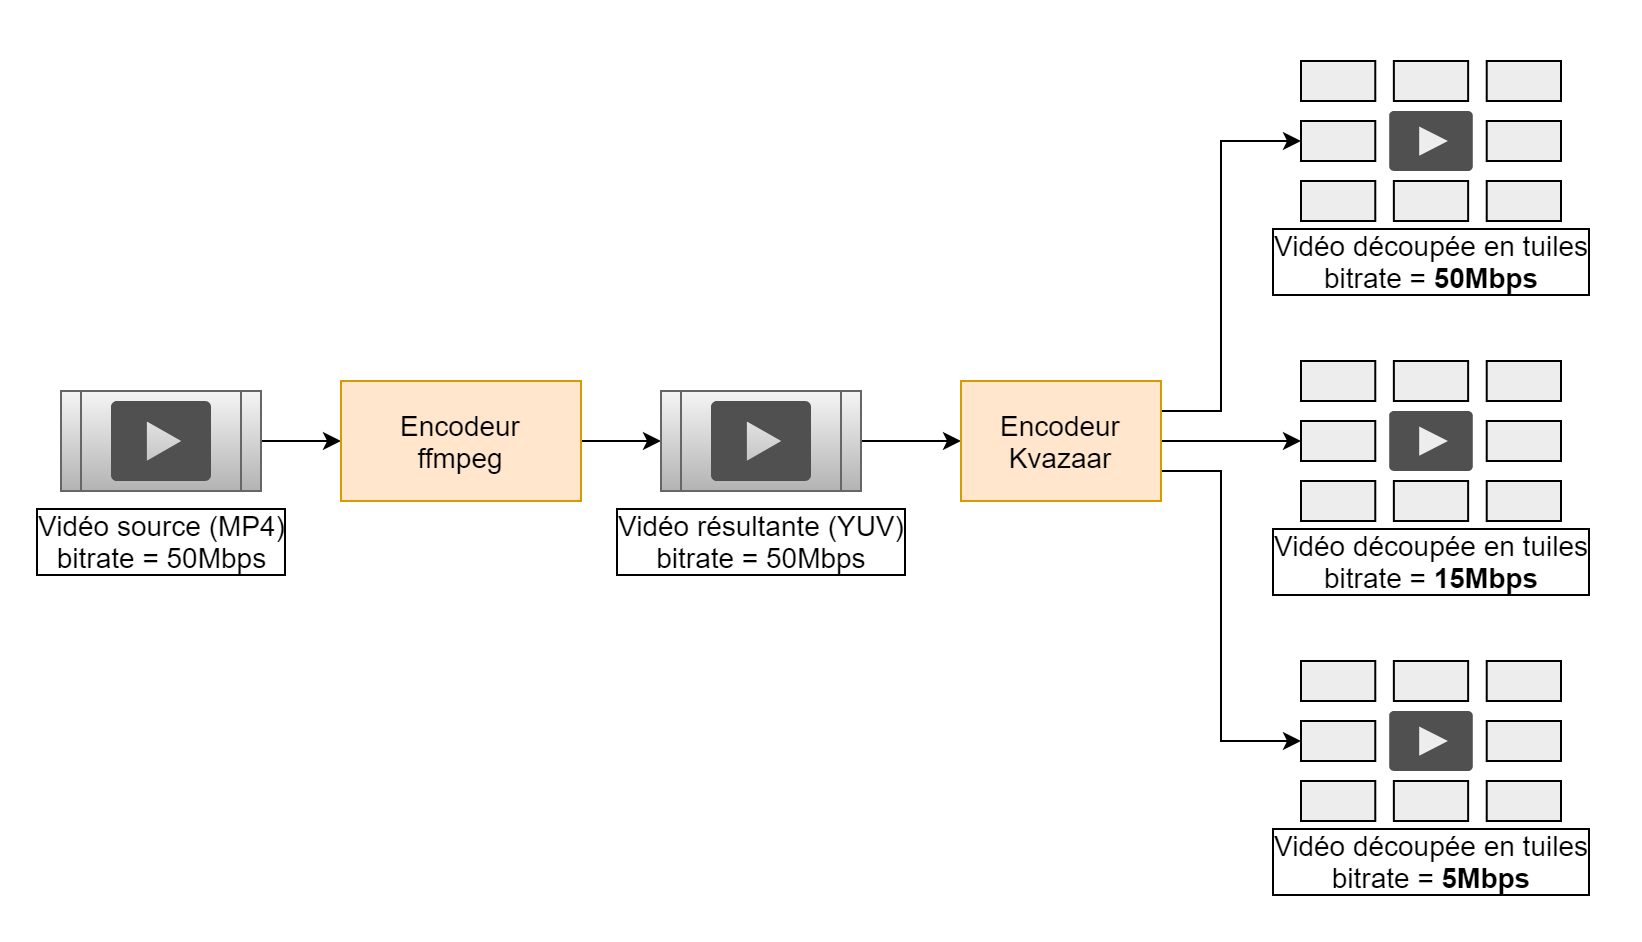 Vidéo source (MP4)
bitrate = 50Mbps
Encodeur
ffmpeg
Vidéo résultante (YUV)
bitrate = 50Mbps
Encodeur
Kvazaar
Vidéo découpée en tuiles
bitrate = 50Mbps
Vidéo découpée en tuiles
bitrate = 15Mbps
Vidéo découpée en tuiles
bitrate = 5Mbps